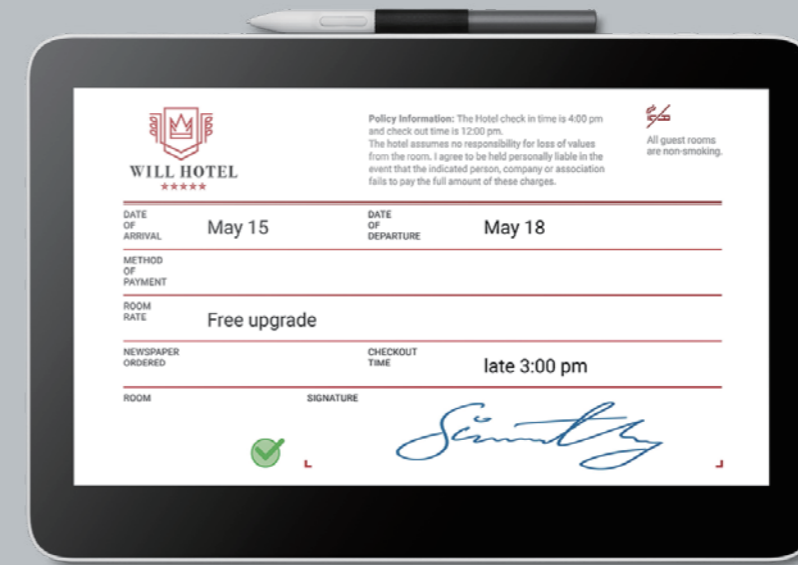 WILL HOTEL
Policy Information: The Hotel check in time is 4:00 pm
and check out time is 12:00 pm.
The hotel assumes no responsibility for loss of values
from the room. I agree to be held personally liable in the
event that the indicated person, company or association
fails to pay the full amount of these charges.
All guest rooms
are non-smoking.
DATE
OF
ARRIVAL
May 15
DATE
OF
DEPARTURE
May 18
METHOD
OF
PAYMENT
ROOM
RATE
Free upgrade
NEWSPAPER
ORDERED
CHECKOUT
TIME
late 3:00 pm
ROOM
SIGNATURE